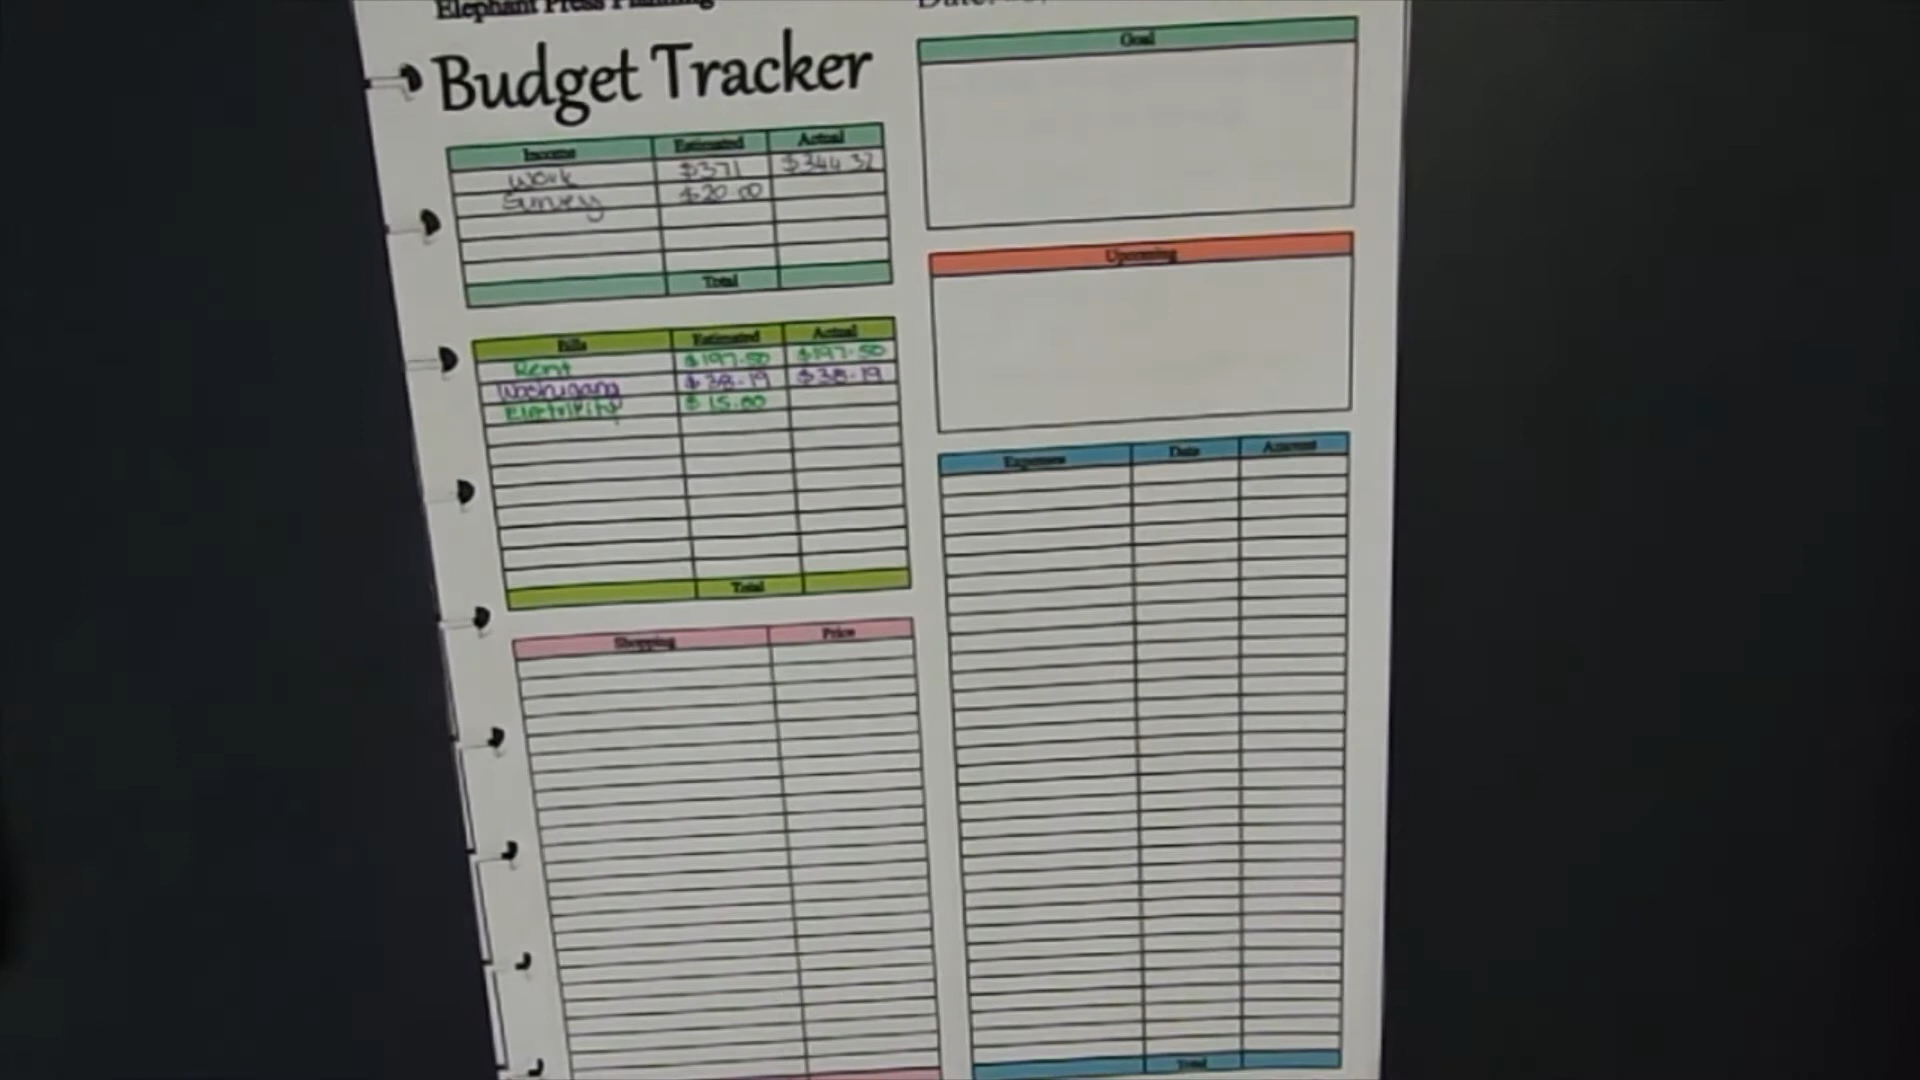 Elephant Press Planning
Budget Tracker
Income Estimated Actual
Work $371 $344.32
Survey $20.00
Total
Bills Estimated Actual
Rent $197.50 $197.50
$38.19 $38.19
$15.00
Total
Shopping Price
Date:
Goal
Upcoming
Expenses Date Amount
Total